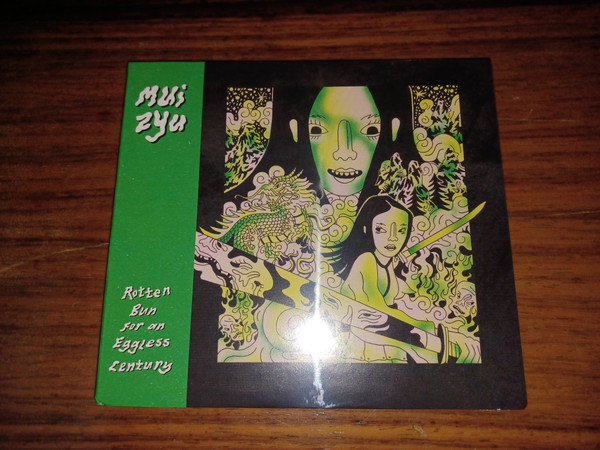 Mui
zyu
Rotten
Bun
for an
Eggless
Century